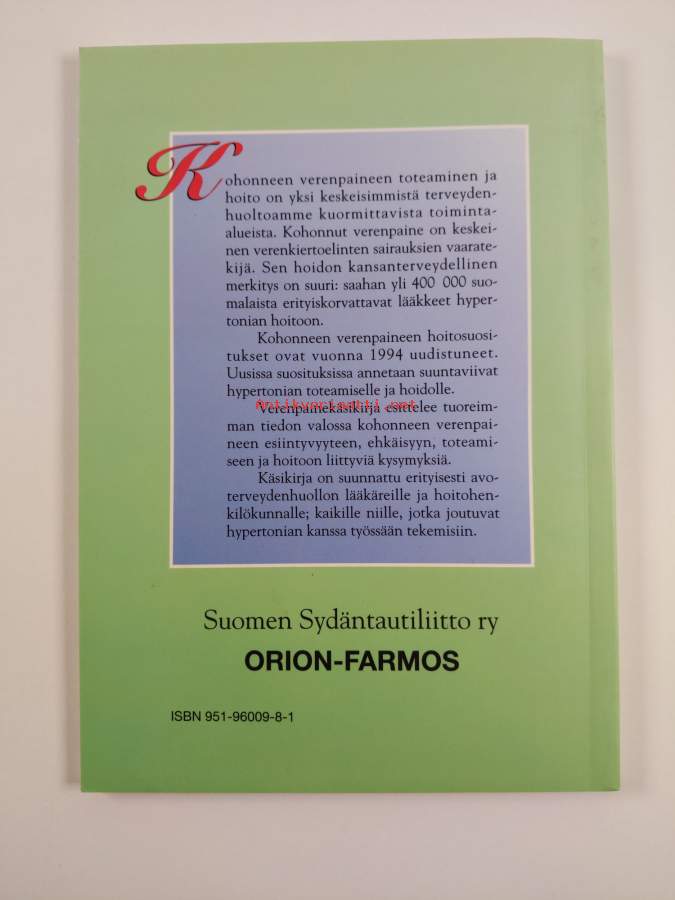 Kohonneen verenpaineen toteaminen ja
hoito on yksi keskeisimmistä terveyden-
huoltoamme kuormittavista toiminta-
alueista. Kohonnut verenpaine on keskei-
nen verenkiertoelinten sairauksien vaarate-
kijä. Sen hoidon kansanterveydellinen
merkitys on suuri: saahan yli 400 000 suo-
malaista erityiskorvattavat lääkkeet hyper-
tonian hoitoon.
Kohonneen verenpaineen hoitosuosi-
tukset ovat vuonna 1994 uudistuneet.
Uusissa suosituksissa annetaan suuntaviivat
hypertonian toteamiselle ja hoidolle.
antikvariaatti.net
Verenpainekäsikirja esittelee tuoreim-
man tiedon valossa kohonneen verenpai-
neen esiintyvyyteen, ehkäisyyn, toteami-
seen ja hoitoon liittyviä kysymyksiä.
Käsikirja on suunnattu erityisesti avo-
terveydenhuollon lääkäreille ja hoitohen-
kilökunnalle; kaikille niille, jotka joutuvat
hypertonian kanssa työssään tekemisiin.
Suomen Sydäntautiliitto ry
ORION-FARMOS
ISBN 951-96009-8-1